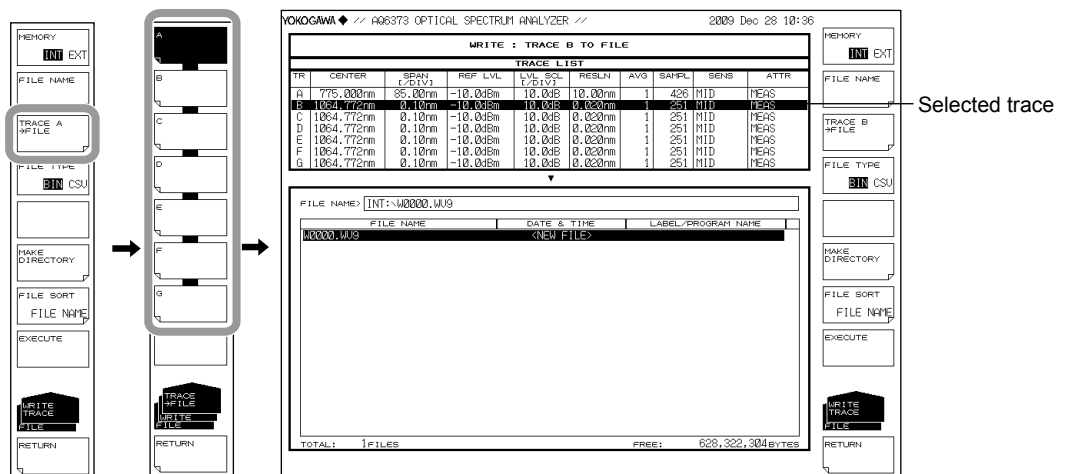 MEMORY
INT EXT
FILE NAME
TRACE A
→FILE
FILE TYPE
BIN CSV
MAKE
DIRECTORY
FILE SORT
FILE NAME
EXECUTE
WRITE
TRACE
FILE
RETURN
A
B
C
D
E
F
G
TRACE
→FILE
WRITE
FILE
RETURN
YOKOGAWA ◆ // AQ6373 OPTICAL SPECTRUM ANALYZER // 2009 Dec 28 10:36
WRITE : TRACE B TO FILE
TRACE LIST
TR CENTER SPAN [/DIV] REF LVL LVL SCL [/DIV] RESLN AVG SAMPL SENS ATTR
A 775.000nm 85.00nm -10.0dBm 10.0dB 10.00nm 1 426 MID MEAS
B 1064.772nm 0.10nm -10.0dBm 10.0dB 0.020nm 1 251 MID MEAS
C 1064.772nm 0.10nm -10.0dBm 10.0dB 0.020nm 1 251 MID MEAS
D 1064.772nm 0.10nm -10.0dBm 10.0dB 0.020nm 1 251 MID MEAS
E 1064.772nm 0.10nm -10.0dBm 10.0dB 0.020nm 1 251 MID MEAS
F 1064.772nm 0.10nm -10.0dBm 10.0dB 0.020nm 1 251 MID MEAS
G 1064.772nm 0.10nm -10.0dBm 10.0dB 0.020nm 1 251 MID MEAS
FILE NAME> INT:\W0000.WV9
FILE NAME DATE & TIME LABEL/PROGRAM NAME
W0000.WV9 <NEW FILE>
TOTAL: 1FILES FREE: 628,322,304 BYTES
MEMORY
INT EXT
FILE NAME
TRACE B
→FILE
FILE TYPE
BIN CSV
MAKE
DIRECTORY
FILE SORT
FILE NAME
EXECUTE
WRITE
TRACE
FILE
RETURN
Selected trace